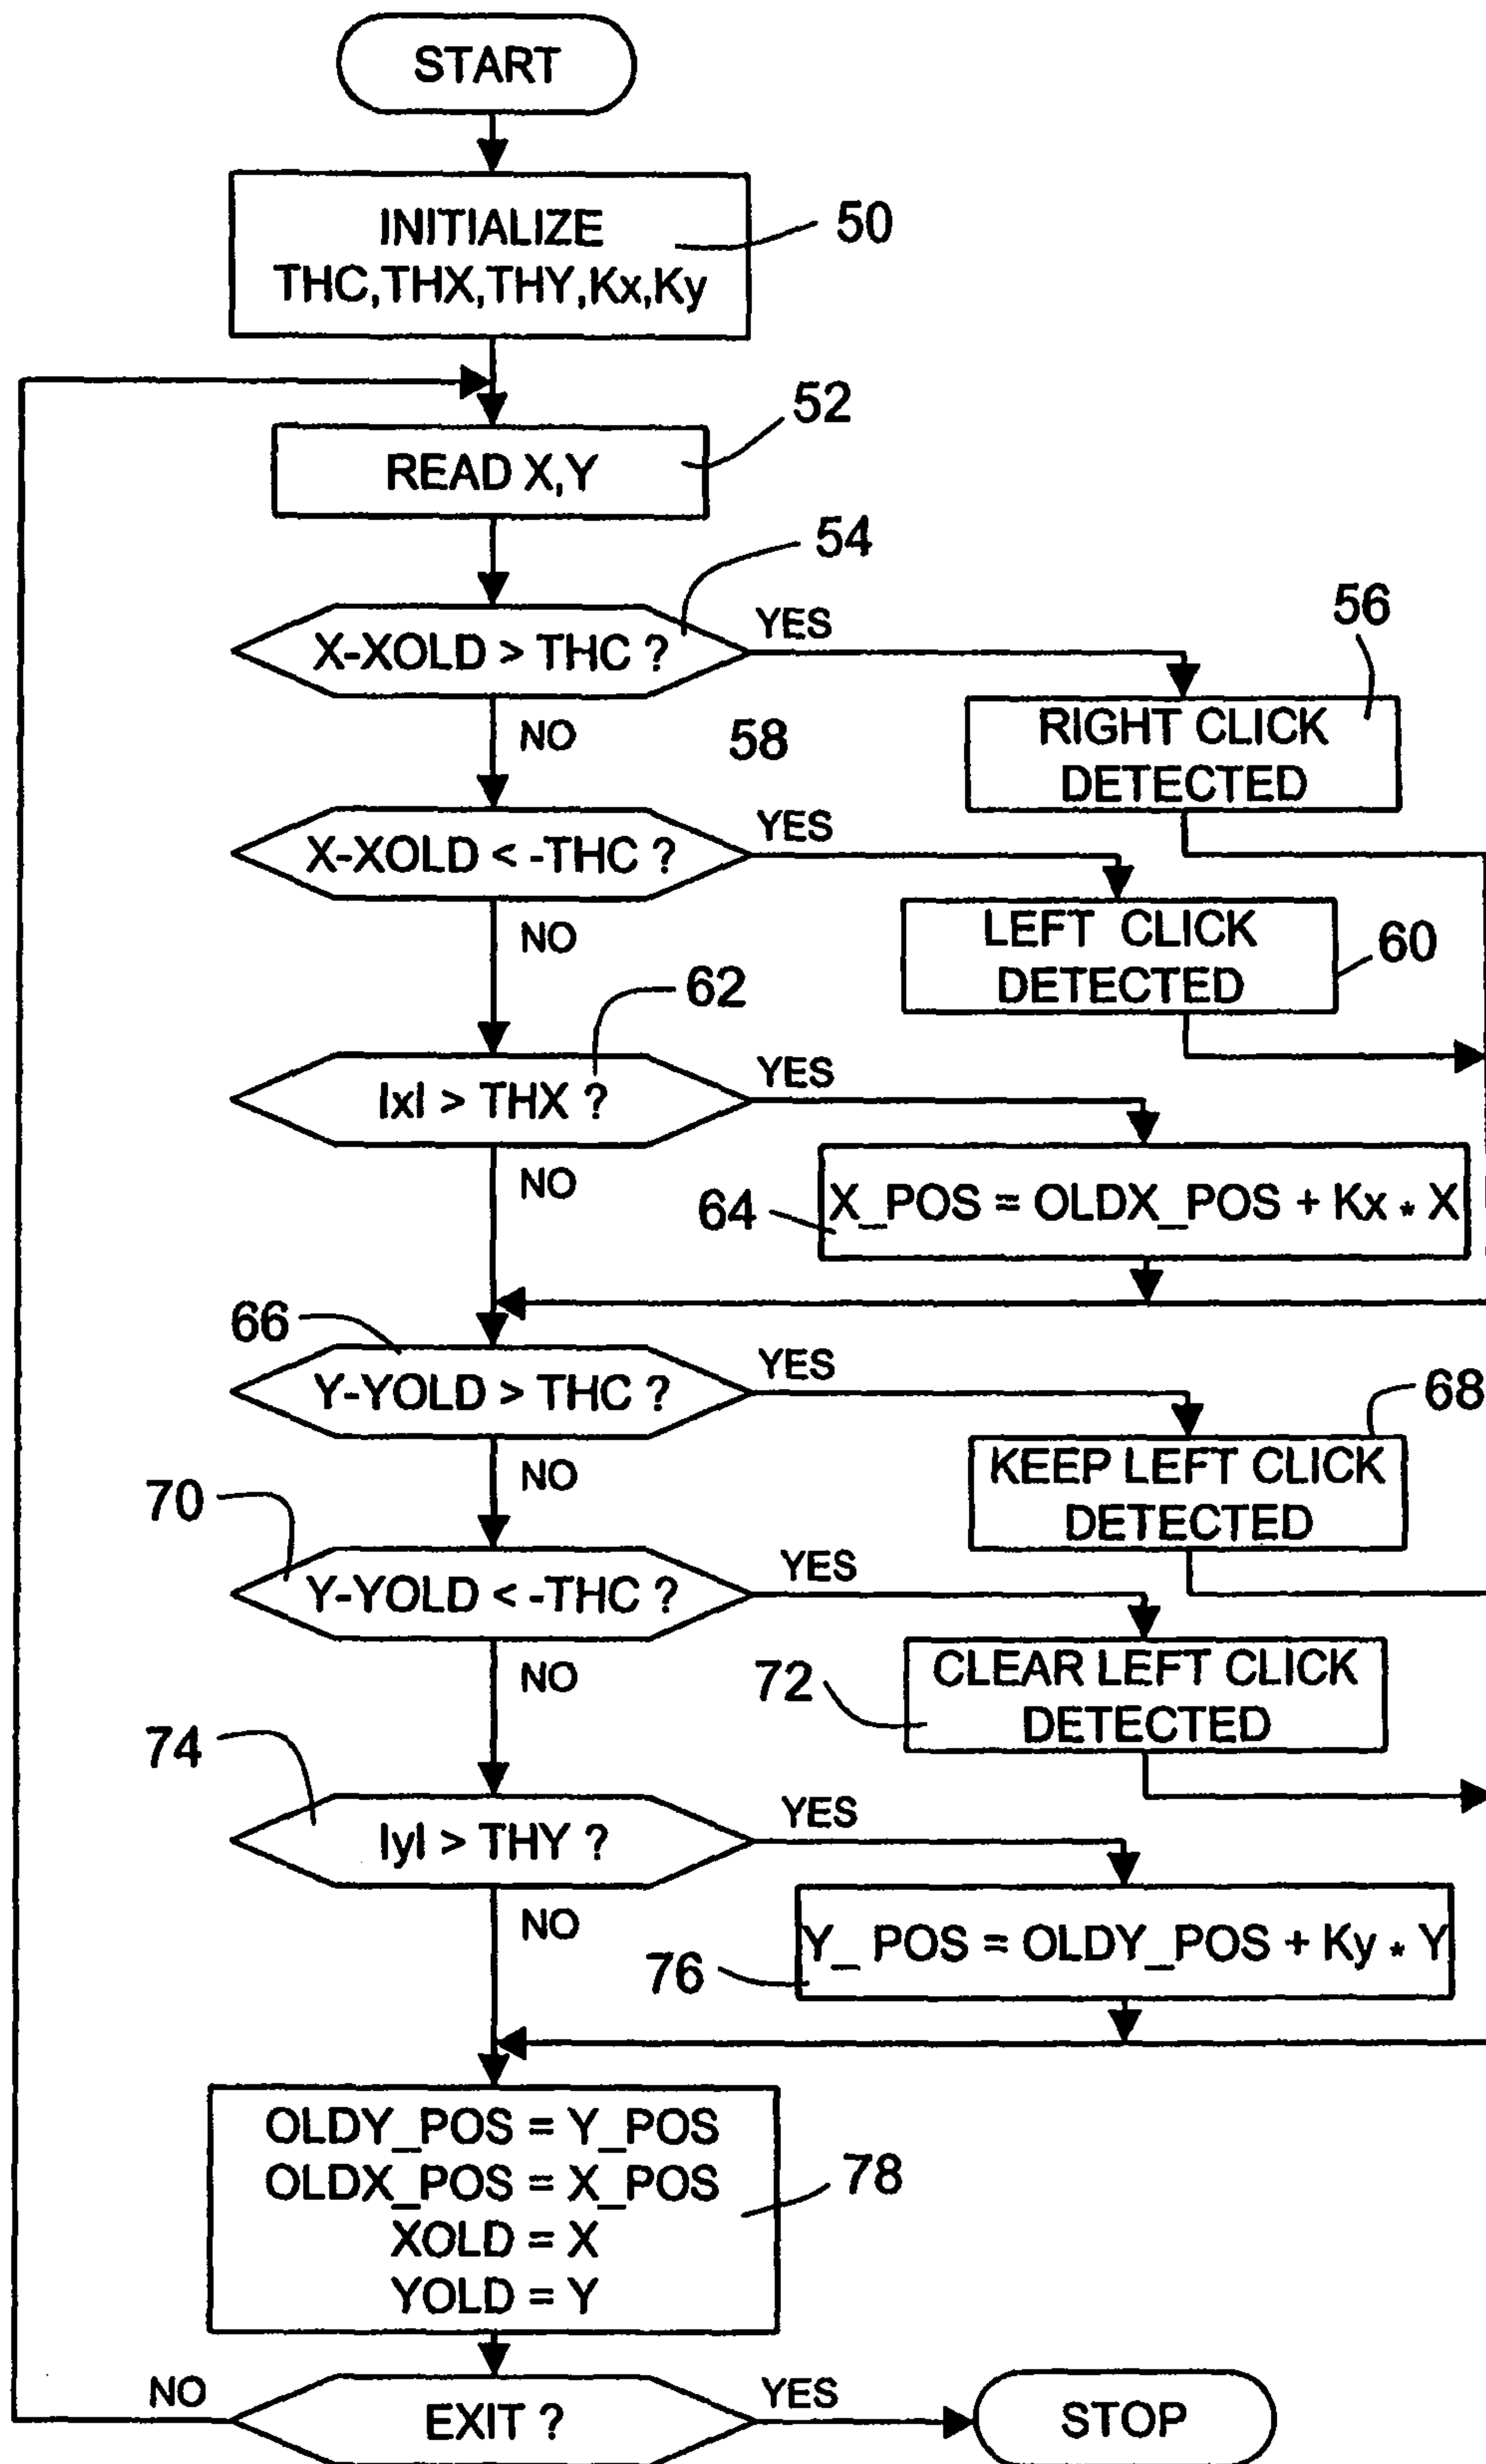 START
INITIALIZE
THC,THX,THY,Kx,Ky
50
READ X,Y
52
54
X-XOLD > THC ?
YES
NO
56
RIGHT CLICK
DETECTED
58
X-XOLD < -THC ?
YES
NO
LEFT CLICK
DETECTED
60
62
|x| > THX ?
YES
NO
64
X_POS = OLDX_POS + Kx * X
66
Y-YOLD > THC ?
YES
NO
68
KEEP LEFT CLICK
DETECTED
70
Y-YOLD < -THC ?
YES
NO
72
CLEAR LEFT CLICK
DETECTED
74
|y| > THY ?
YES
NO
76
Y_ POS = OLDY_POS + Ky * Y
OLDY_POS = Y_POS
OLDX_POS = X_POS
XOLD = X
YOLD = Y
78
NO
EXIT ?
YES
STOP